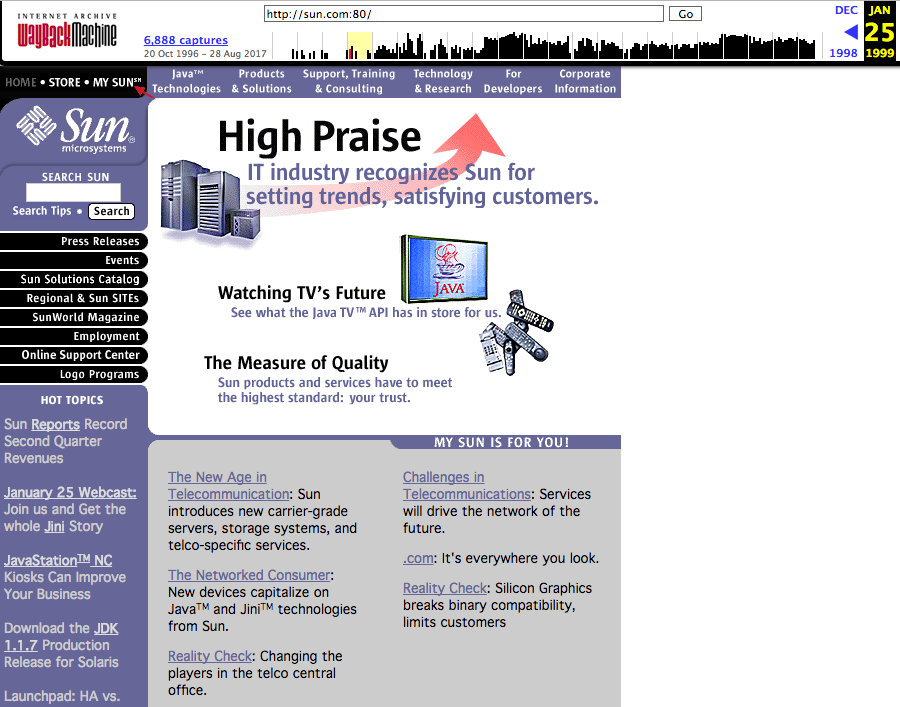 INTERNET ARCHIVE
WayBackMachine
http://sun.com:80/
Go
6,888 captures
20 Oct 1996 – 28 Aug 2017
DEC
JAN
25
1998
1999
HOME • STORE • MY SUN℠
Java™ Technologies
Products & Solutions
Support, Training & Consulting
Technology & Research
For Developers
Corporate Information
Sun®
microsystems
SEARCH SUN
Search Tips • Search
Press Releases
Events
Sun Solutions Catalog
Regional & Sun SITEs
SunWorld Magazine
Employment
Online Support Center
Logo Programs
HOT TOPICS
Sun Reports Record
Second Quarter
Revenues
January 25 Webcast:
Join us and Get the
whole Jini Story
JavaStation™ NC
Kiosks Can Improve
Your Business
Download the JDK
1.1.7 Production
Release for Solaris
Launchpad: HA vs.
High Praise
IT industry recognizes Sun for
setting trends, satisfying customers.
JAVA
Watching TV's Future
See what the Java TV™ API has in store for us.
The Measure of Quality
Sun products and services have to meet
the highest standard: your trust.
MY SUN IS FOR YOU!
The New Age in
Telecommunication: Sun
introduces new carrier-grade
servers, storage systems, and
telco-specific services.
The Networked Consumer:
New devices capitalize on
Java™ and Jini™ technologies
from Sun.
Reality Check: Changing the
players in the telco central
office.
Challenges in
Telecommunications: Services
will drive the network of the
future.
.com: It's everywhere you look.
Reality Check: Silicon Graphics
breaks binary compatibility,
limits customers